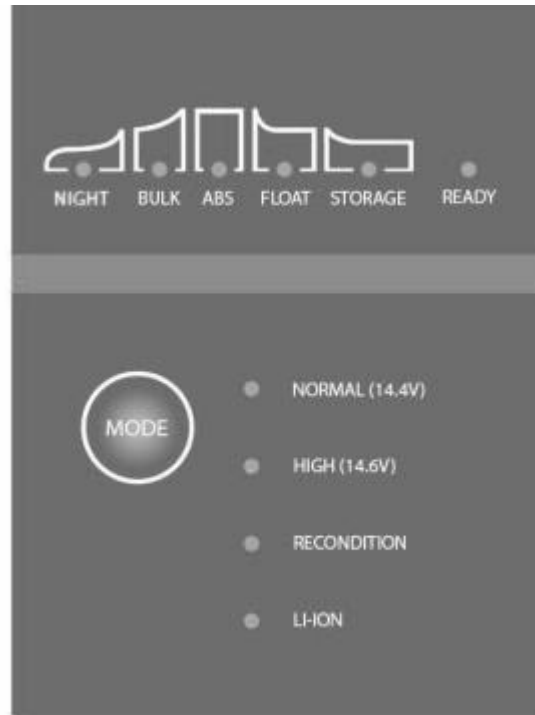 NIGHT BULK ABS FLOAT STORAGE READY
MODE
NORMAL (14.4V)
HIGH (14.6V)
RECONDITION
LI-ION